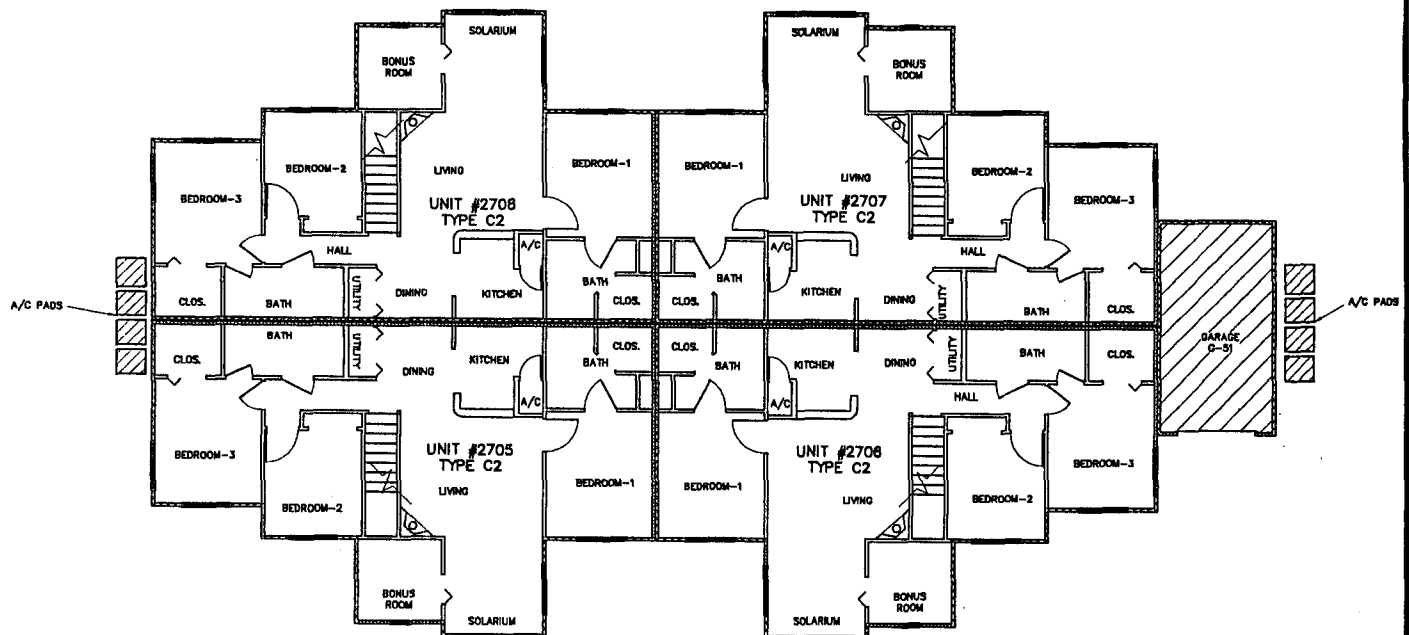 SOLARIUM
SOLARIUM
BONUS
ROOM
BONUS
ROOM
BEDROOM-2
BEDROOM-1
BEDROOM-1
BEDROOM-2
LIVING
LIVING
BEDROOM-3
BEDROOM-3
UNIT #2708
TYPE C2
UNIT #2707
TYPE C2
HALL
A/C
A/C
HALL
CLOS.
BATH
UTILITY
DINING
KITCHEN
BATH
CLOS.
CLOS.
BATH
KITCHEN
DINING
UTILITY
BATH
CLOS.
A/C PADS
A/C PADS
GARAGE
G-51
CLOS.
BATH
UTILITY
DINING
KITCHEN
BATH
CLOS.
CLOS.
BATH
KITCHEN
DINING
UTILITY
BATH
CLOS.
A/C
A/C
HALL
BEDROOM-3
UNIT #2705
TYPE C2
UNIT #2706
TYPE C2
BEDROOM-3
LIVING
BEDROOM-1
BEDROOM-1
LIVING
BEDROOM-2
BEDROOM-2
BONUS
ROOM
BONUS
ROOM
SOLARIUM
SOLARIUM